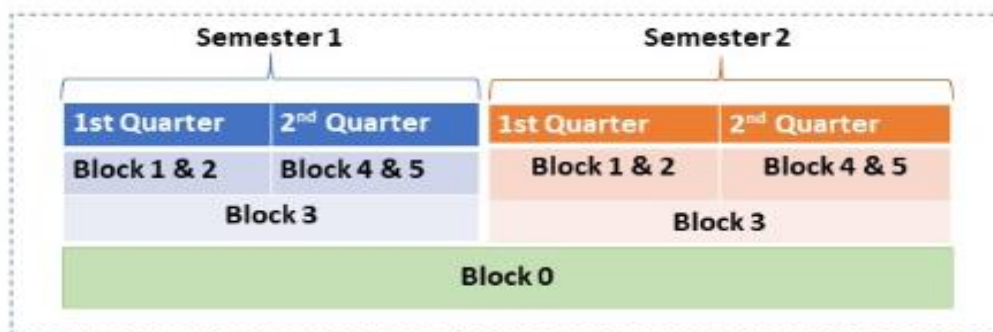 Semester 1 Semester 2
1st Quarter 2nd Quarter 1st Quarter 2nd Quarter
Block 1 & 2 Block 4 & 5 Block 1 & 2 Block 4 & 5
Block 3 Block 3
Block 0